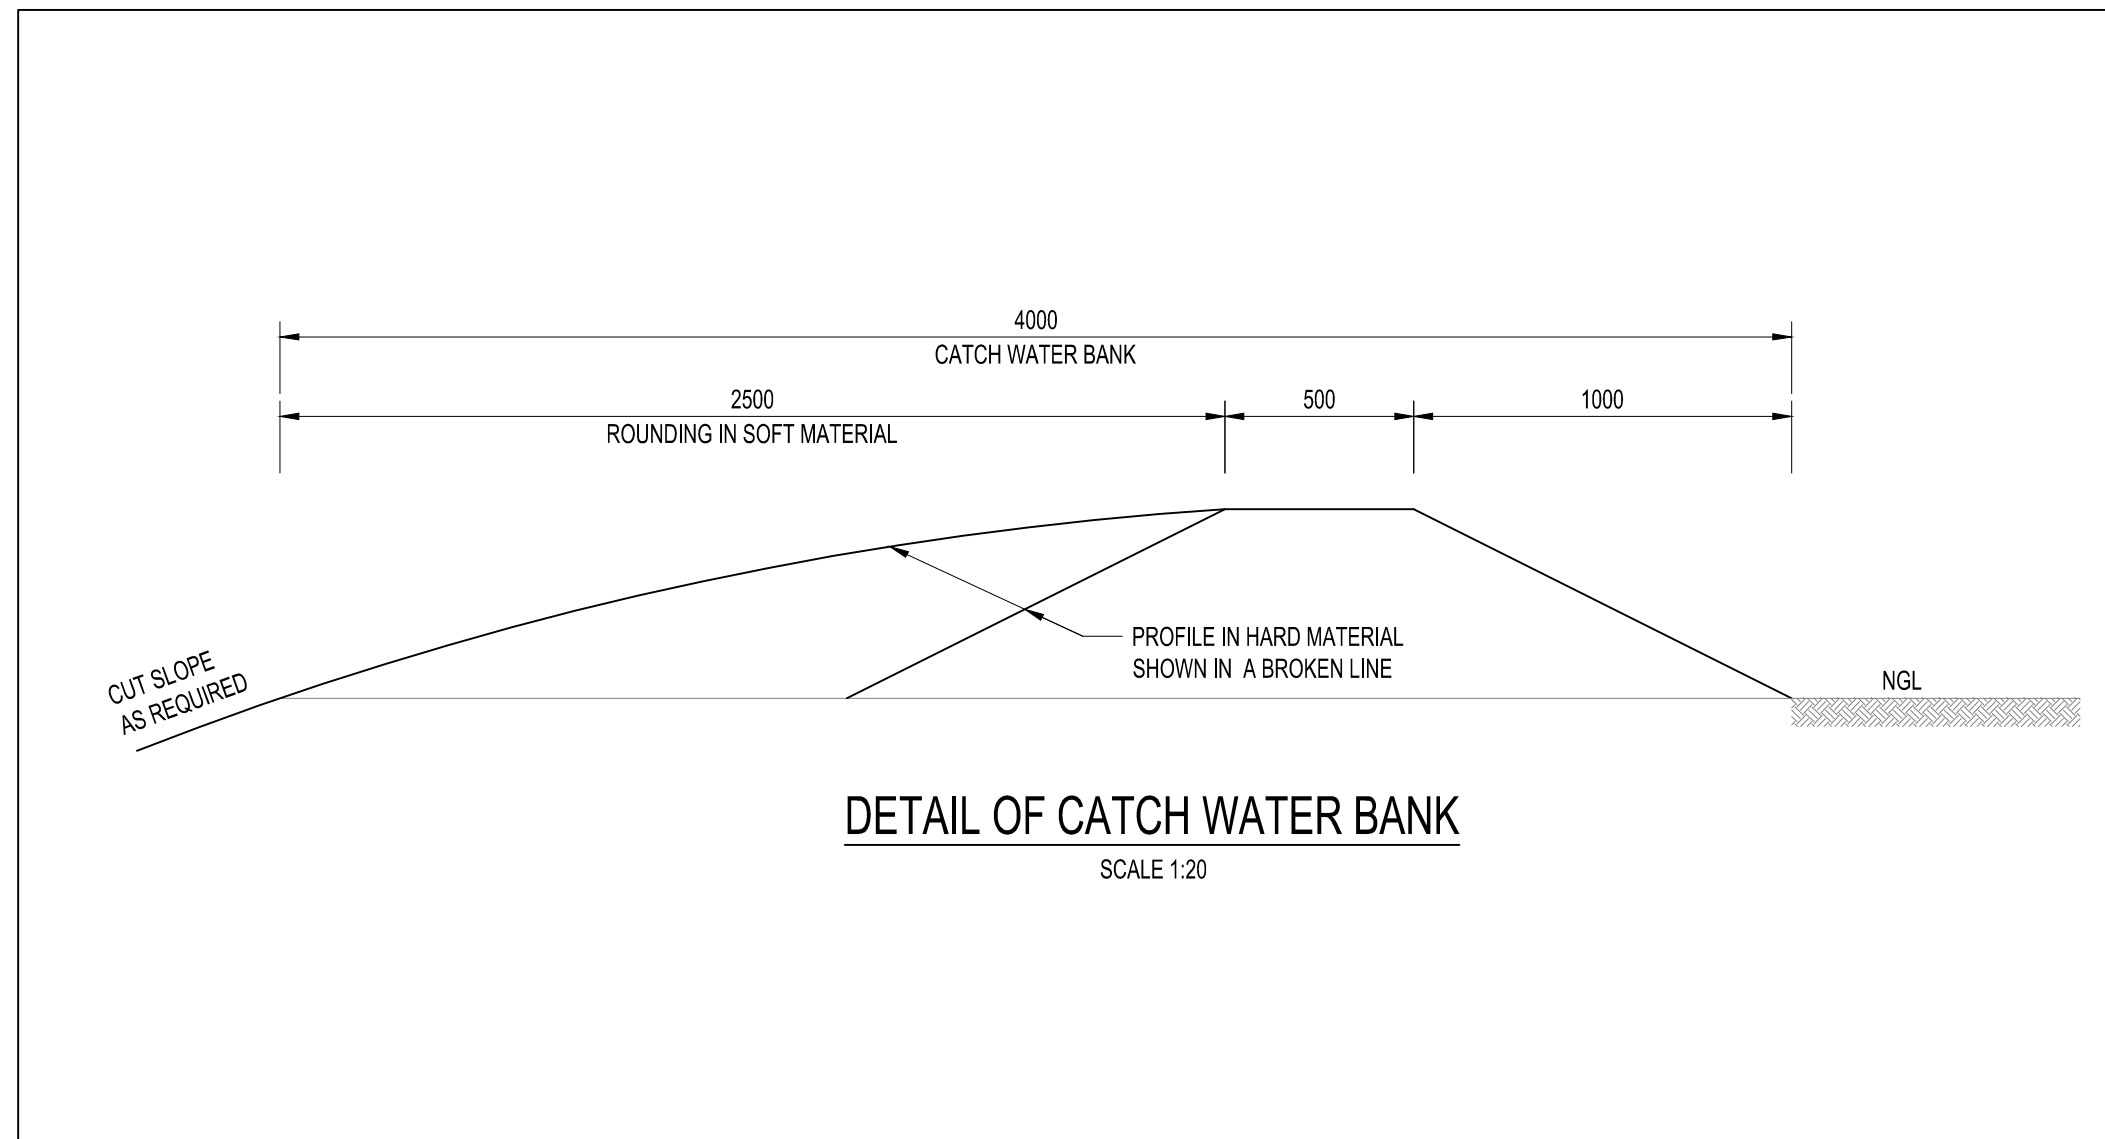 4000
CATCH WATER BANK
2500
500
1000
ROUNDING IN SOFT MATERIAL
PROFILE IN HARD MATERIAL
SHOWN IN A BROKEN LINE
CUT SLOPE
AS REQUIRED
NGL
DETAIL OF CATCH WATER BANK
SCALE 1:20